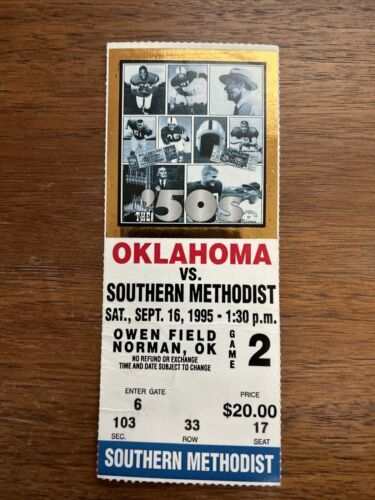 THE
'50s
OKLAHOMA
VS.
SOUTHERN METHODIST
SAT., SEPT. 16, 1995 - 1:30 p.m.
OWEN FIELD
NORMAN, OK
GAME 2
NO REFUND OR EXCHANGE
TIME AND DATE SUBJECT TO CHANGE
ENTER GATE
6
PRICE
$20.00
103 33 17
SEC. ROW SEAT
SOUTHERN METHODIST